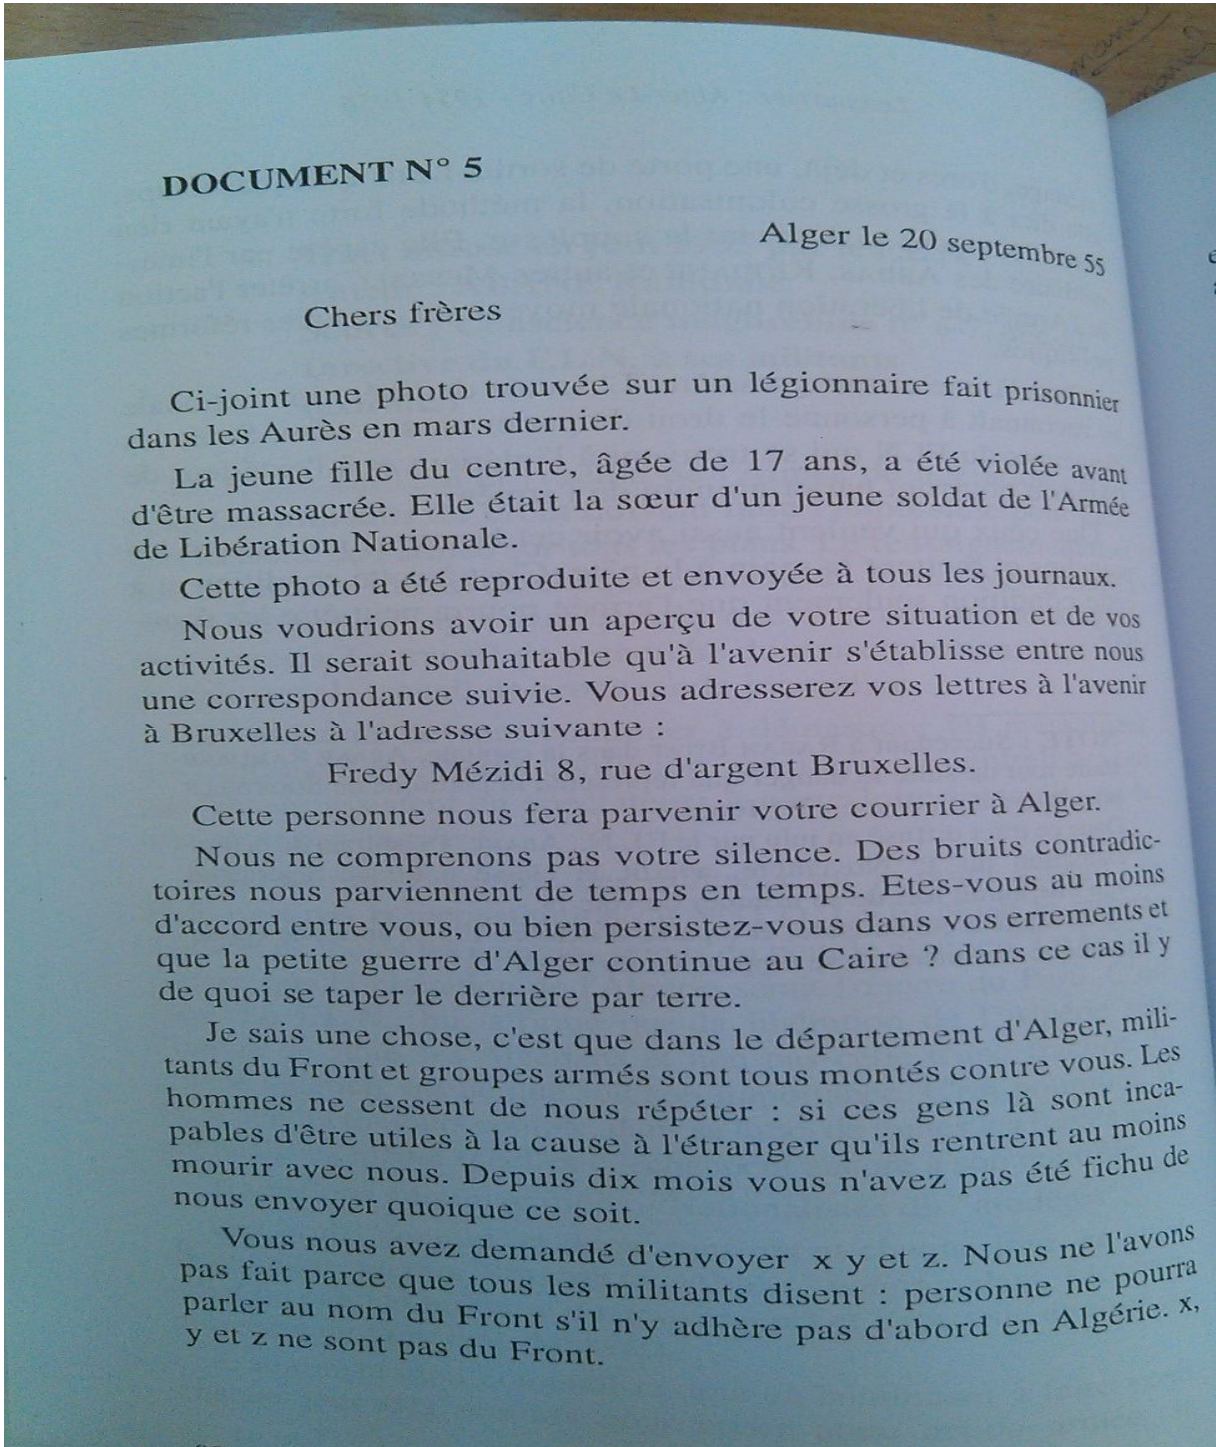 DOCUMENT N° 5
Alger le 20 septembre 55
Chers frères
Ci-joint une photo trouvée sur un légionnaire fait prisonnier
dans les Aurès en mars dernier.
La jeune fille du centre, âgée de 17 ans, a été violée avant
d'être massacrée. Elle était la sœur d'un jeune soldat de l'Armée
de Libération Nationale.
Cette photo a été reproduite et envoyée à tous les journaux.
Nous voudrions avoir un aperçu de votre situation et de vos
activités. Il serait souhaitable qu'à l'avenir s'établisse entre nous
une correspondance suivie. Vous adresserez vos lettres à l'avenir
à Bruxelles à l'adresse suivante :
Fredy Mézidi 8, rue d'argent Bruxelles.
Cette personne nous fera parvenir votre courrier à Alger.
Nous ne comprenons pas votre silence. Des bruits contradic-
toires nous parviennent de temps en temps. Etes-vous au moins
d'accord entre vous, ou bien persistez-vous dans vos errements et
que la petite guerre d'Alger continue au Caire ? dans ce cas il y
de quoi se taper le derrière par terre.
Je sais une chose, c'est que dans le département d'Alger, mili-
tants du Front et groupes armés sont tous montés contre vous. Les
hommes ne cessent de nous répéter : si ces gens là sont inca-
pables d'être utiles à la cause à l'étranger qu'ils rentrent au moins
mourir avec nous. Depuis dix mois vous n'avez pas été fichu de
nous envoyer quoique ce soit.
Vous nous avez demandé d'envoyer x y et z. Nous ne l'avons
pas fait parce que tous les militants disent : personne ne pourra
parler au nom du Front s'il n'y adhère pas d'abord en Algérie. x,
y et z ne sont pas du Front.